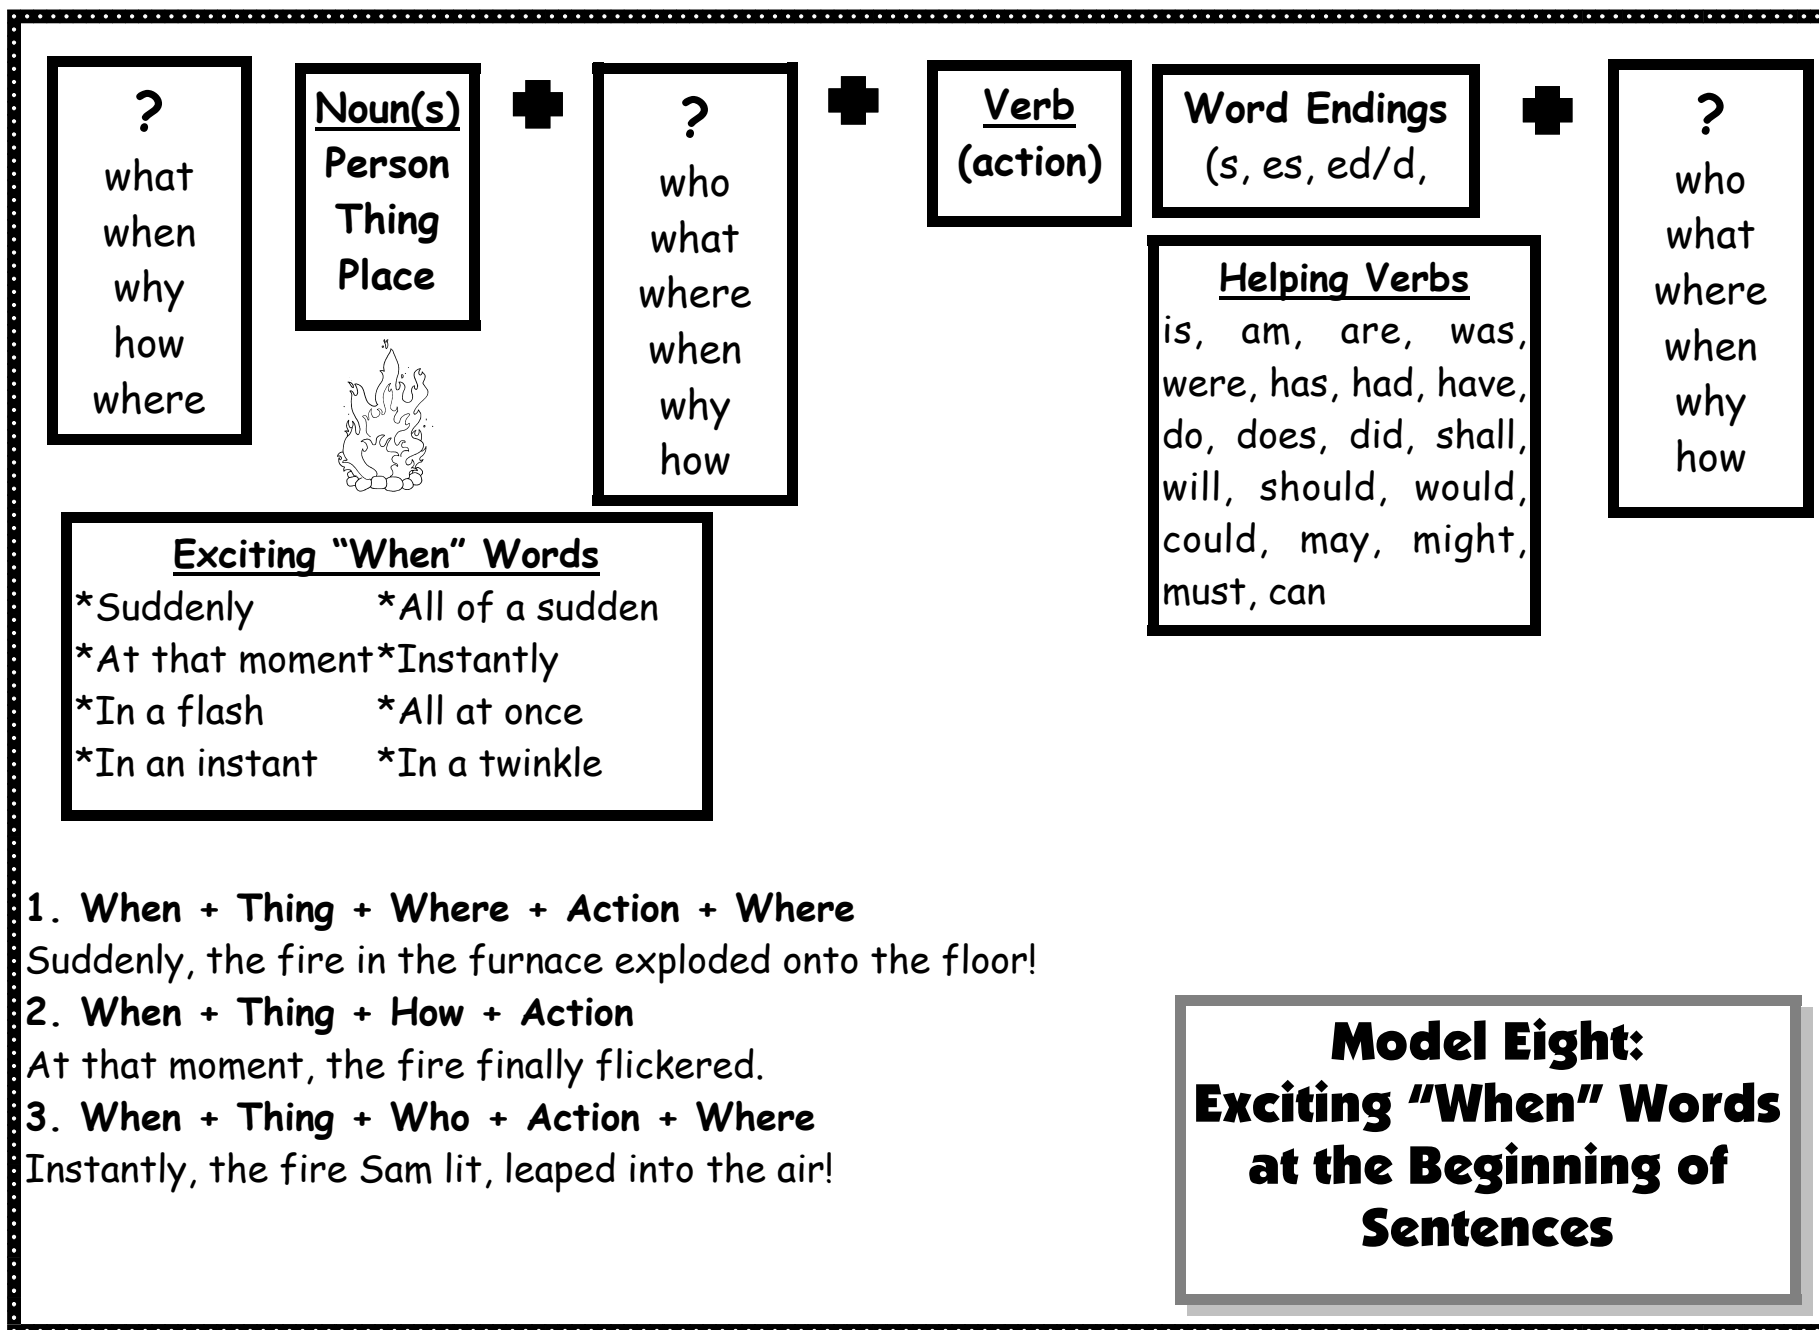 ?
what
when
why
how
where
Noun(s)
Person
Thing
Place
?
who
what
where
when
why
how
Verb
(action)
Word Endings
(s, es, ed/d,
Helping Verbs
is, am, are, was,
were, has, had, have,
do, does, did, shall,
will, should, would,
could, may, might,
must, can
?
who
what
where
when
why
how
Exciting “When” Words
*Suddenly *All of a sudden
*At that moment *Instantly
*In a flash *All at once
*In an instant *In a twinkle
1. When + Thing + Where + Action + Where
Suddenly, the fire in the furnace exploded onto the floor!
2. When + Thing + How + Action
At that moment, the fire finally flickered.
3. When + Thing + Who + Action + Where
Instantly, the fire Sam lit, leaped into the air!
Model Eight:
Exciting “When” Words
at the Beginning of
Sentences